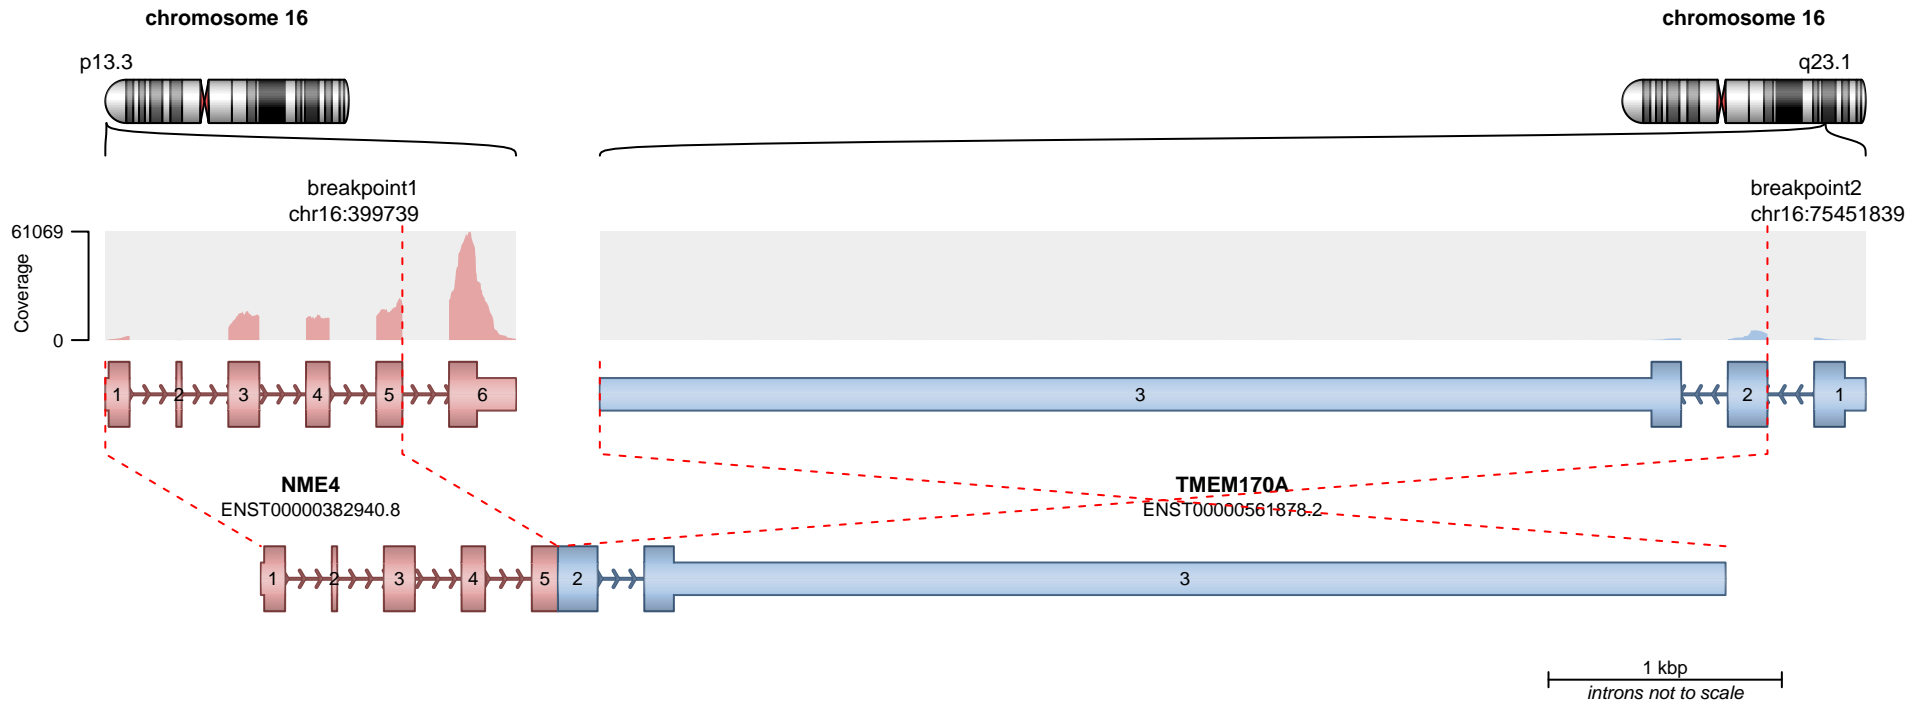 chromosome 16
chromosome 16
p13.3
q23.1
breakpoint1
chr16:399739
breakpoint2
chr16:75451839
61069
Coverage
0
1 2 3 4 5 6
3 2 1
NME4
ENST00000382940.8
TMEM170A
ENST00000561878.2
1 2 3 4 5 2 3
1 kbp
introns not to scale